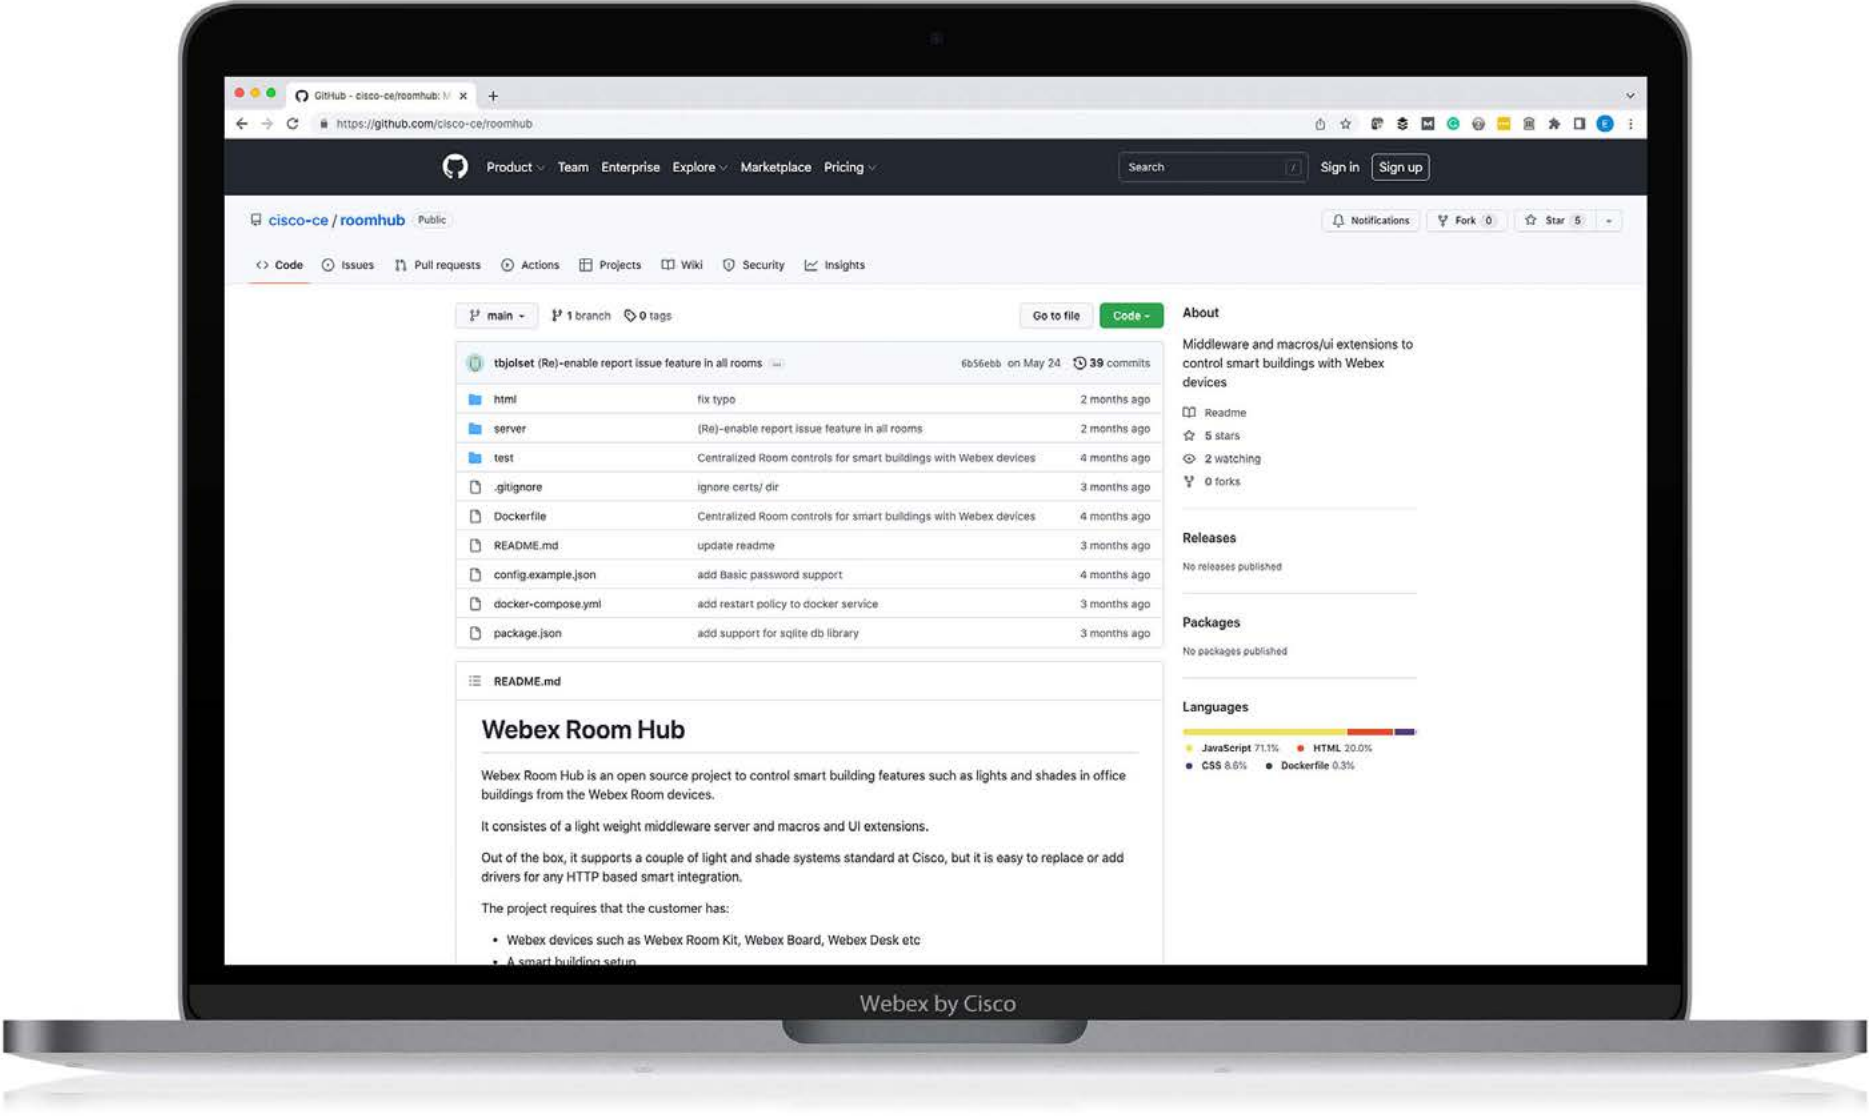 GitHub - cisco-ce/roomhub: M
https://github.com/cisco-ce/roomhub
Product Team Enterprise Explore Marketplace Pricing Search / Sign in Sign up
cisco-ce / roomhub Public Notifications Fork 0 Star 5
Code Issues Pull requests Actions Projects Wiki Security Insights
main 1 branch 0 tags Go to file Code
tbjolset (Re)-enable report issue feature in all rooms ... 6b56ebb on May 24 39 commits
html fix typo 2 months ago
server (Re)-enable report issue feature in all rooms 2 months ago
test Centralized Room controls for smart buildings with Webex devices 4 months ago
.gitignore ignore certs/ dir 3 months ago
Dockerfile Centralized Room controls for smart buildings with Webex devices 4 months ago
README.md update readme 3 months ago
config.example.json add Basic password support 4 months ago
docker-compose.yml add restart policy to docker service 3 months ago
package.json add support for sqlite db library 3 months ago
README.md
Webex Room Hub
Webex Room Hub is an open source project to control smart building features such as lights and shades in office
buildings from the Webex Room devices.
It consistes of a light weight middleware server and macros and UI extensions.
Out of the box, it supports a couple of light and shade systems standard at Cisco, but it is easy to replace or add
drivers for any HTTP based smart integration.
The project requires that the customer has:
• Webex devices such as Webex Room Kit, Webex Board, Webex Desk etc
• A smart building setup
About
Middleware and macros/ui extensions to
control smart buildings with Webex
devices
Readme
5 stars
2 watching
0 forks
Releases
No releases published
Packages
No packages published
Languages
JavaScript 71.1% HTML 20.0%
CSS 8.6% Dockerfile 0.3%
Webex by Cisco